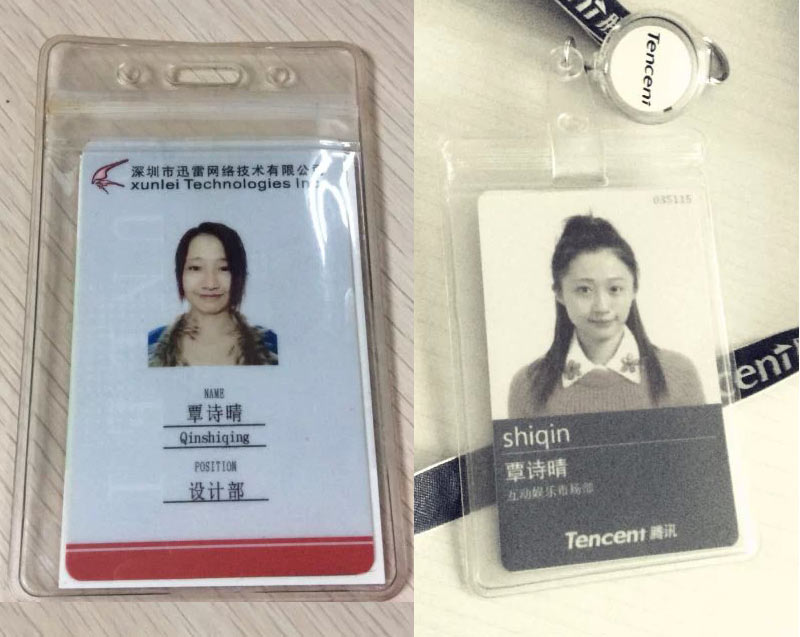 深圳市迅雷网络技术有限公
xunlei Technologies Inc
NAME
覃诗晴
Qinshiqing
POSITION
设计部
Tencent
035115
shiqin
覃诗晴
互动娱乐市场部
Tencent 腾讯
cent